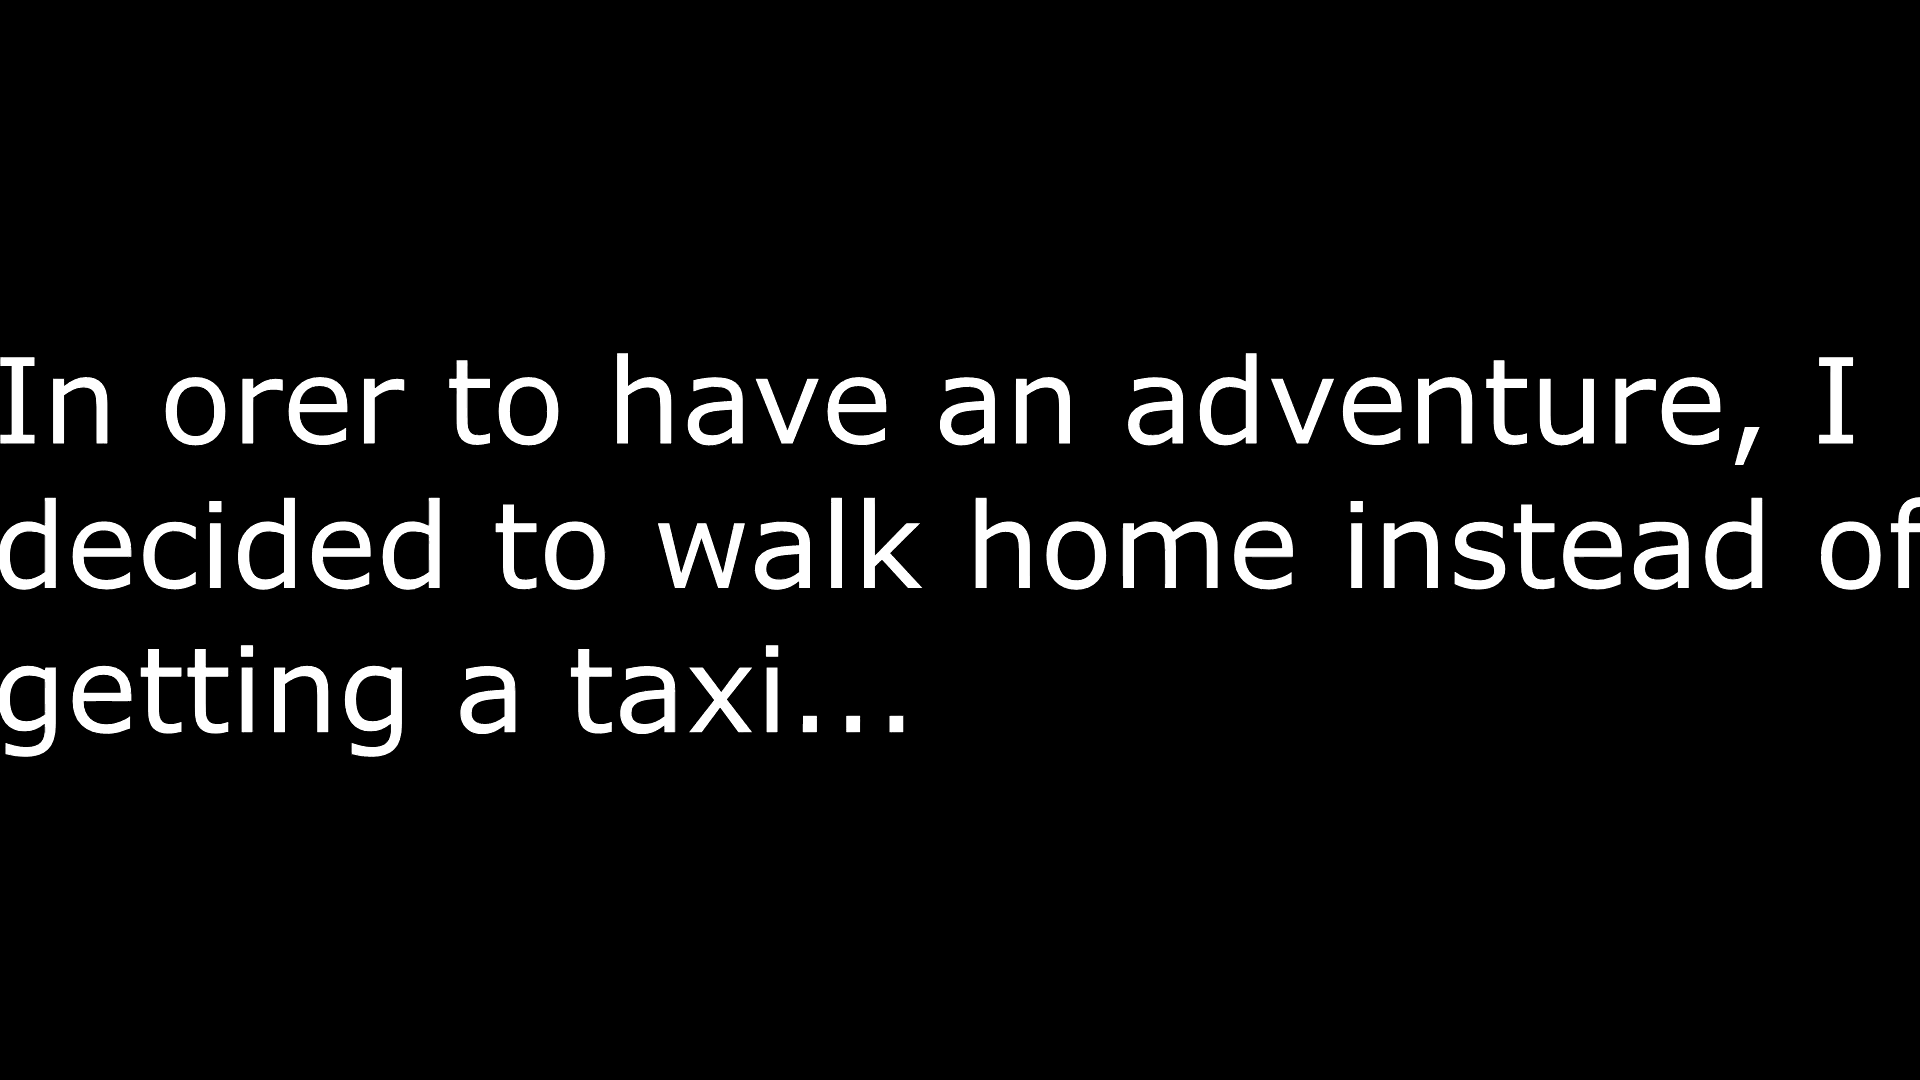 In orer to have an adventure, I
decided to walk home instead of
getting a taxi...